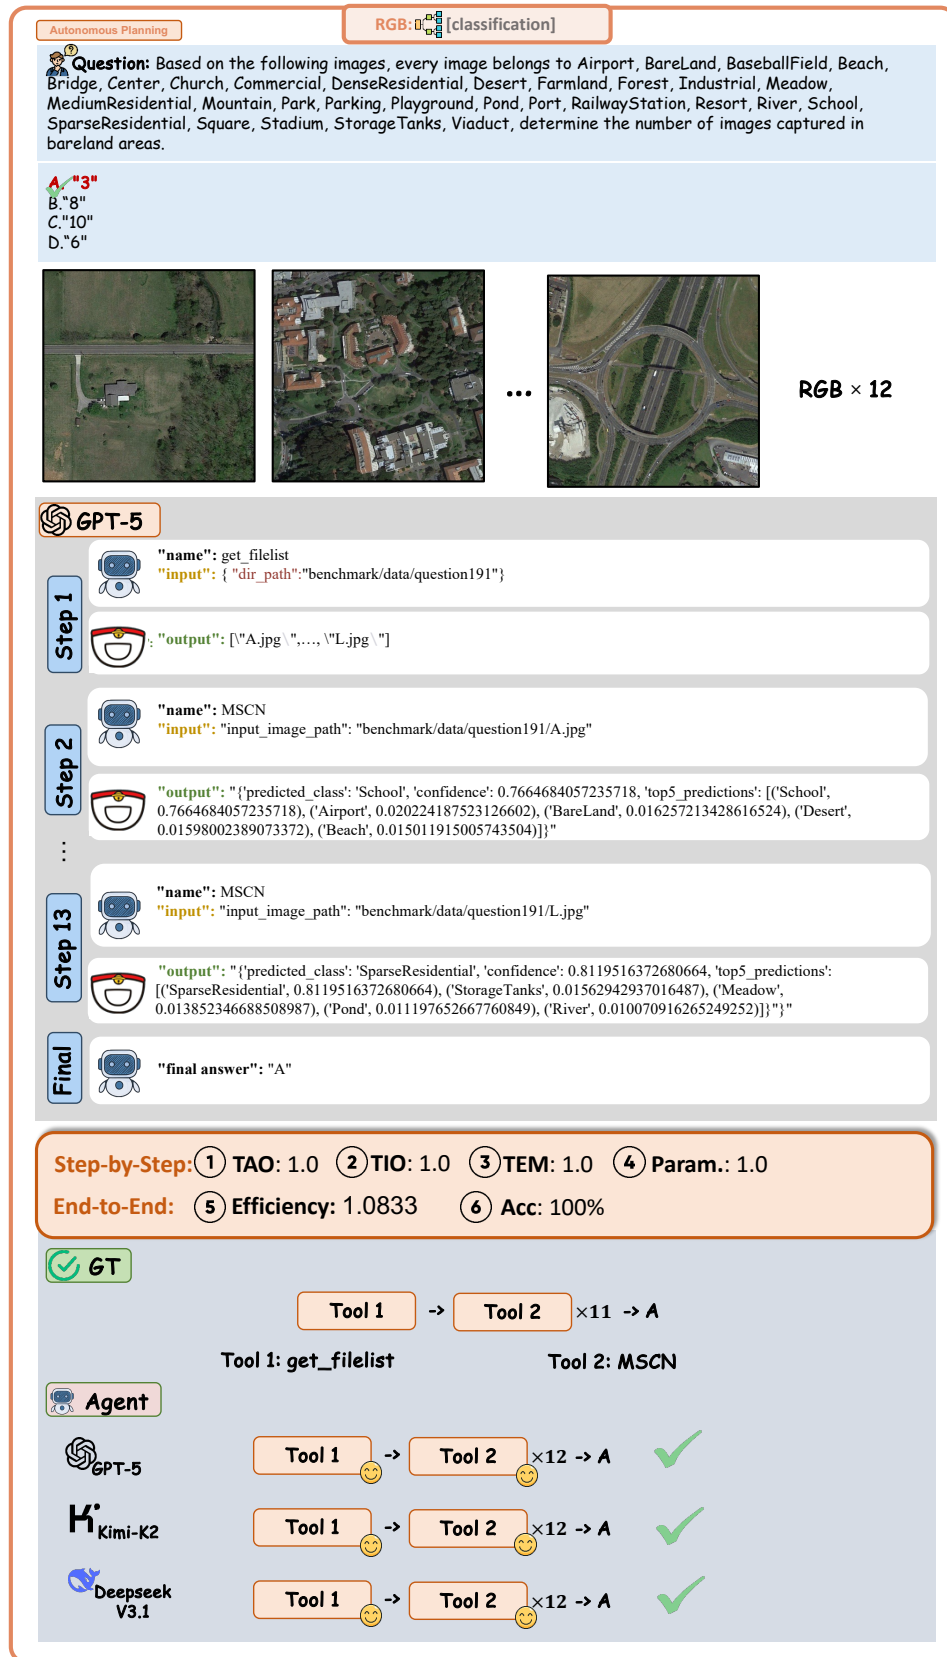 RGB: [classification]
Autonomous Planning
Question: Based on the following images, every image belongs to Airport, BareLand, BaseballField, Beach,
Bridge, Center, Church, Commercial, DenseResidential, Desert, Farmland, Forest, Industrial, Meadow,
MediumResidential, Mountain, Park, Parking, Playground, Pond, Port, RailwayStation, Resort, River, School,
SparseResidential, Square, Stadium, StorageTanks, Viaduct, determine the number of images captured in
bareland areas.
A. "3"
B."8"
C."10"
D."6"
... RGB × 12
GPT-5
Step 1
"name": get_filelist
"input": { "dir_path":"benchmark/data/question191"}
"output": [\"A.jpg\",..., \"L.jpg\"]
Step 2
"name": MSCN
"input": "input_image_path": "benchmark/data/question191/A.jpg"
"output": "{'predicted_class': 'School', 'confidence': 0.7664684057235718, 'top5_predictions': [('School',
0.7664684057235718), ('Airport', 0.020224187523126602), ('BareLand', 0.016257213428616524), ('Desert',
0.01598002389073372), ('Beach', 0.015011915005743504)]}"
...
Step 13
"name": MSCN
"input": "input_image_path": "benchmark/data/question191/L.jpg"
"output": "{'predicted_class': 'SparseResidential', 'confidence': 0.8119516372680664, 'top5_predictions':
[('SparseResidential', 0.8119516372680664), ('StorageTanks', 0.01562942937016487), ('Meadow',
0.013852346688508987), ('Pond', 0.011197652667760849), ('River', 0.010070916265249252)]}"}"
Final
"final answer": "A"
Step-by-Step: 1 TAO: 1.0 2 TIO: 1.0 3 TEM: 1.0 4 Param.: 1.0
End-to-End: 5 Efficiency: 1.0833 6 Acc: 100%
GT
Tool 1 -> Tool 2 ×11 -> A
Tool 1: get_filelist Tool 2: MSCN
Agent
GPT-5 Tool 1 -> Tool 2 ×12 -> A
Kimi-K2 Tool 1 -> Tool 2 ×12 -> A
Deepseek
V3.1 Tool 1 -> Tool 2 ×12 -> A